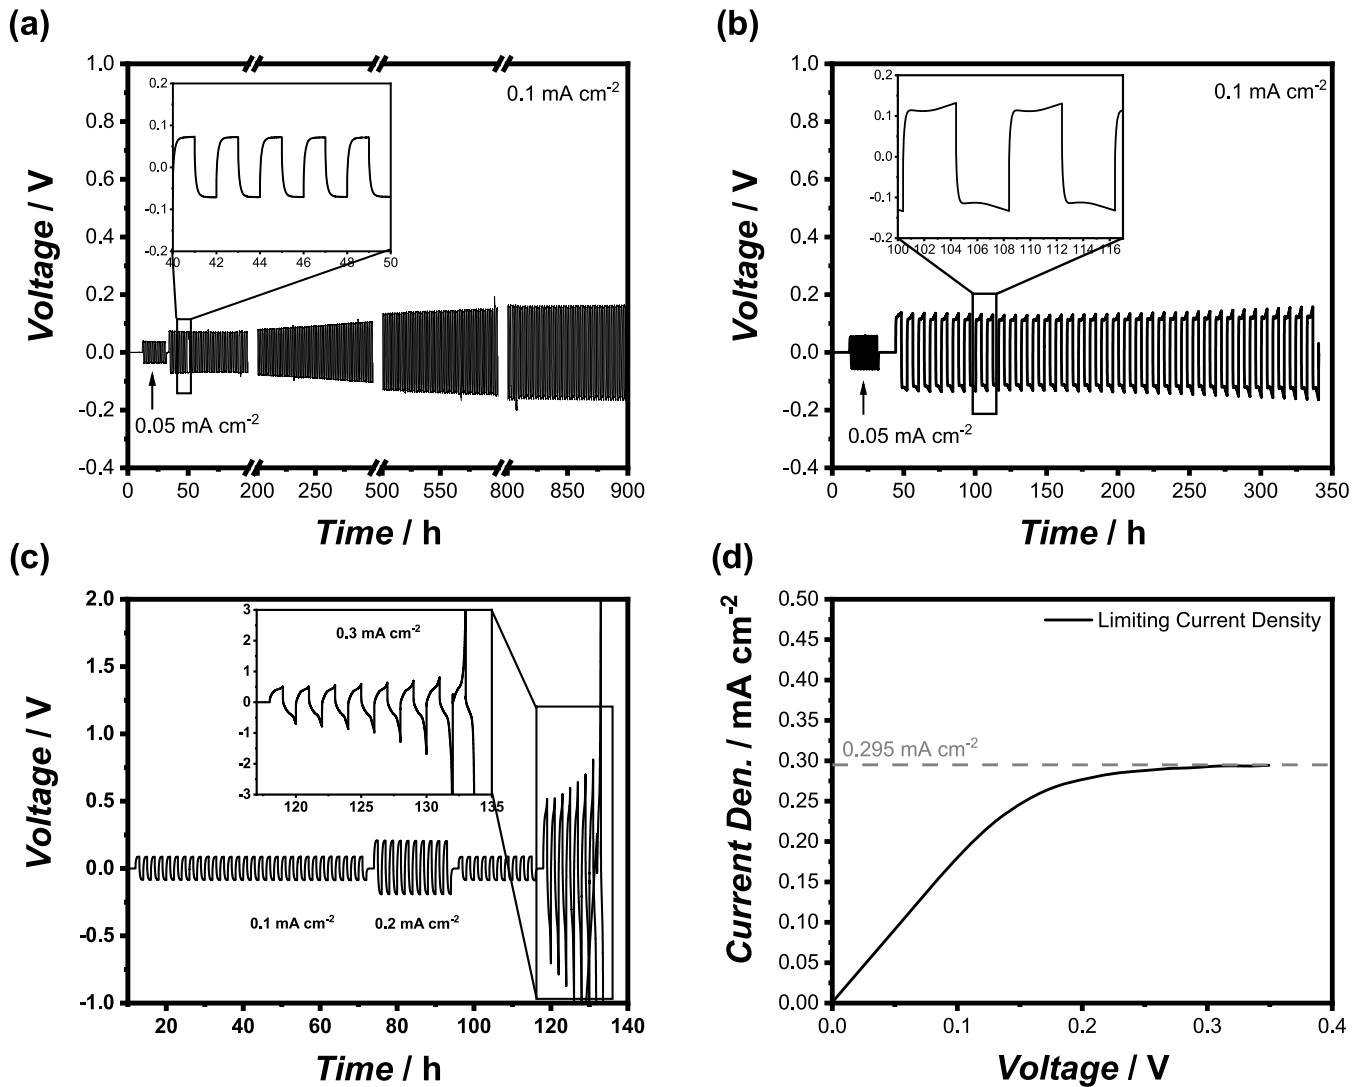 (a)
1.0
0.8
0.6
0.4
0.2
0.0
-0.2
-0.4
Voltage / V
0.1 mA cm-2
0.2
0.1
0.0
-0.1
-0.2
40 42 44 46 48 50
0.05 mA cm-2
0 50 200 250 500 550 800 850 900
Time / h
(b)
1.0
0.8
0.6
0.4
0.2
0.0
-0.2
-0.4
Voltage / V
0.1 mA cm-2
0.2
0.1
0.0
-0.1
-0.2
100 102 104 106 108 110 112 114 116
0.05 mA cm-2
0 50 100 150 200 250 300 350
Time / h
(c)
2.0
1.5
1.0
0.5
0.0
-0.5
-1.0
Voltage / V
0.3 mA cm-2
3
2
1
0
-1
-2
-3
120 125 130 135
0.1 mA cm-2 0.2 mA cm-2
20 40 60 80 100 120 140
Time / h
(d)
0.50
0.45
0.40
0.35
0.30
0.25
0.20
0.15
0.10
0.05
0.00
Current Den. / mA cm-2
Limiting Current Density
0.295 mA cm-2
0.0 0.1 0.2 0.3 0.4
Voltage / V